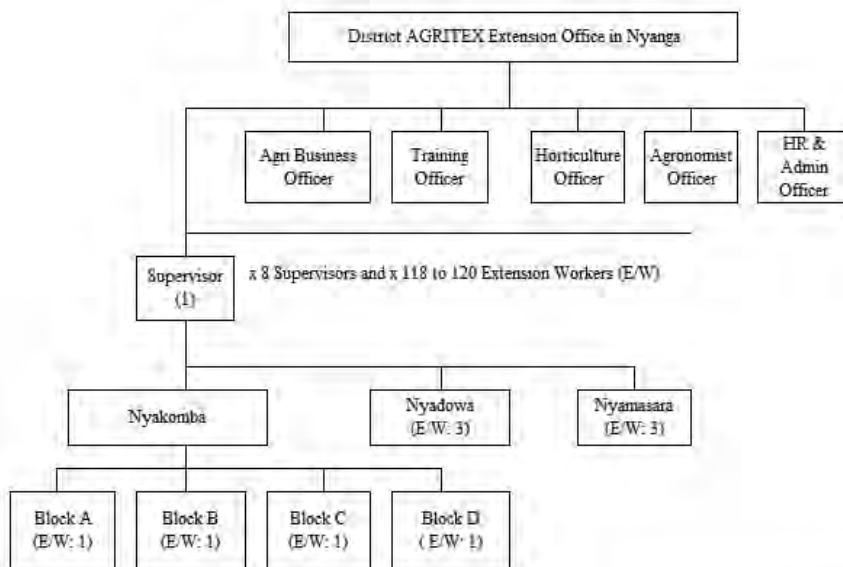 District AGRITEX Extension Office in Nyanga
Agri Business
Officer
Training
Officer
Horticulture
Officer
Agronomist
Officer
HR &
Admin
Officer
Supervisor
(1)
x 8 Supervisors and x 118 to 120 Extension Workers (E/W)
Nyakomba
Nyadowa
(E/W: 3)
Nyamasara
(E/W: 3)
Block A
(E/W: 1)
Block B
(E/W: 1)
Block C
(E/W: 1)
Block D
( E/W: 1)